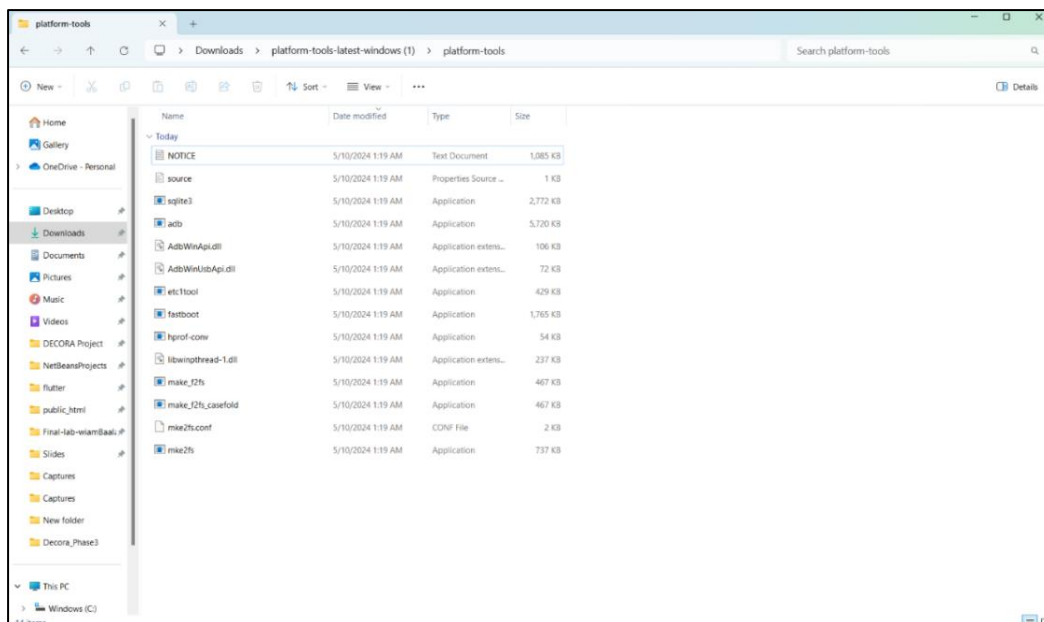 platform-tools
Downloads > platform-tools-latest-windows (1) > platform-tools
Search platform-tools
New
Sort
View
Details
Home
Gallery
OneDrive - Personal
Desktop
Downloads
Documents
Pictures
Music
Videos
DECORA Project
NetBeansProjects
flutter
public_html
Final-lab-wiamBaal
Slides
Captures
Captures
New folder
Decora_Phase3
This PC
Windows (C:)
Name Date modified Type Size
Today
NOTICE 5/10/2024 1:19 AM Text Document 1,085 KB
source 5/10/2024 1:19 AM Properties Source ... 1 KB
sqlite3 5/10/2024 1:19 AM Application 2,772 KB
adb 5/10/2024 1:19 AM Application 5,720 KB
AdbWinApi.dll 5/10/2024 1:19 AM Application extens... 106 KB
AdbWinUsbApi.dll 5/10/2024 1:19 AM Application extens... 72 KB
etc1tool 5/10/2024 1:19 AM Application 429 KB
fastboot 5/10/2024 1:19 AM Application 1,765 KB
hprof-conv 5/10/2024 1:19 AM Application 54 KB
libwinpthread-1.dll 5/10/2024 1:19 AM Application extens... 237 KB
make_f2fs 5/10/2024 1:19 AM Application 467 KB
make_f2fs_casefold 5/10/2024 1:19 AM Application 467 KB
mke2fs.conf 5/10/2024 1:19 AM CONF File 2 KB
mke2fs 5/10/2024 1:19 AM Application 737 KB